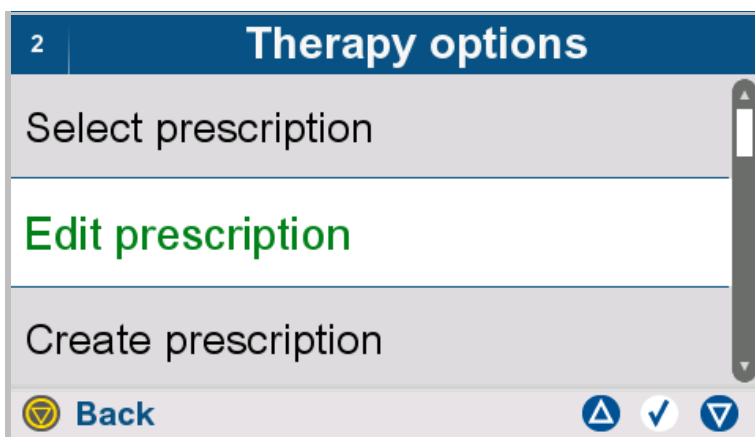 2
Therapy options
Select prescription
Edit prescription
Create prescription
Back